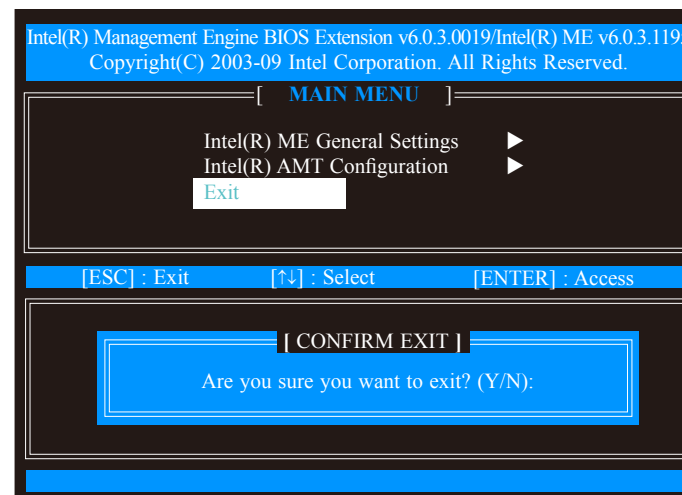 Intel(R) Management Engine BIOS Extension v6.0.3.0019/Intel(R) ME v6.0.3.119
Copyright(C) 2003-09 Intel Corporation. All Rights Reserved.
[ MAIN MENU ]
Intel(R) ME General Settings ▶
Intel(R) AMT Configuration ▶
Exit
[ESC] : Exit [↑↓] : Select [ENTER] : Access
[ CONFIRM EXIT ]
Are you sure you want to exit? (Y/N):